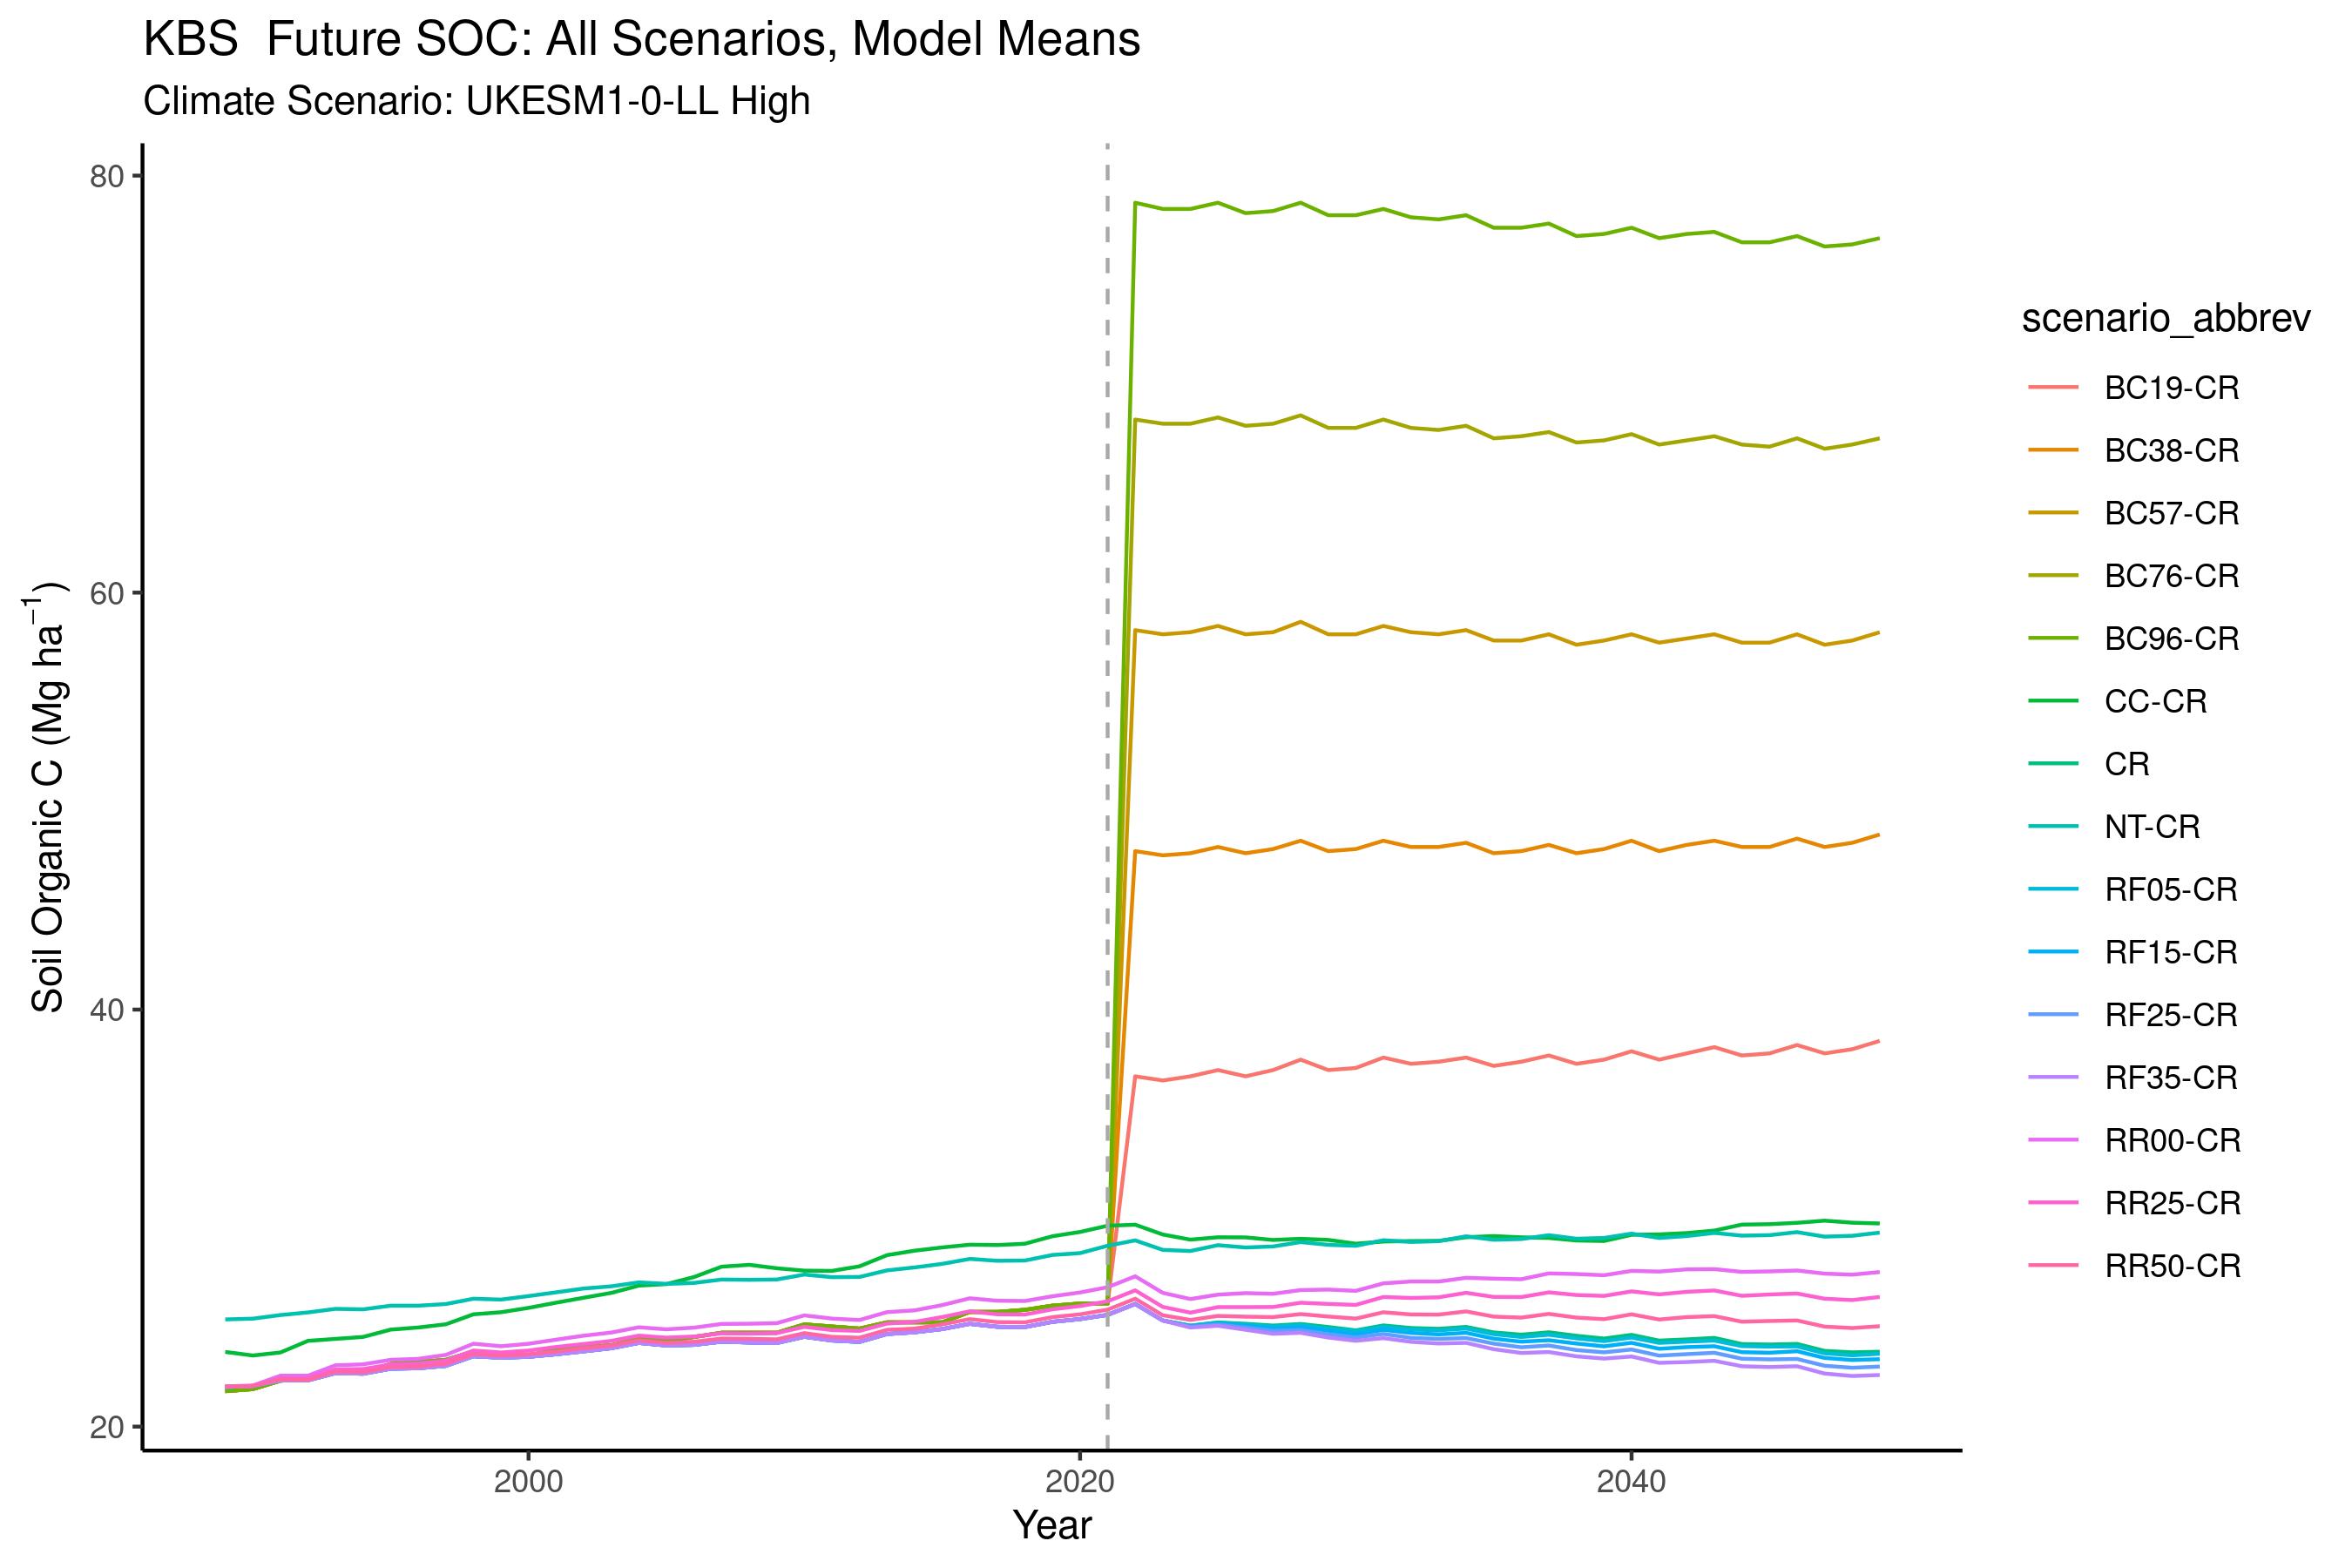 KBS  Future SOC: All Scenarios, Model Means
Climate Scenario: UKESM1-0-LL High
80
60
40
20
Soil Organic C (Mg ha⁻¹)
2000
2020
2040
Year
scenario_abbrev
BC19-CR
BC38-CR
BC57-CR
BC76-CR
BC96-CR
CC-CR
CR
NT-CR
RF05-CR
RF15-CR
RF25-CR
RF35-CR
RR00-CR
RR25-CR
RR50-CR